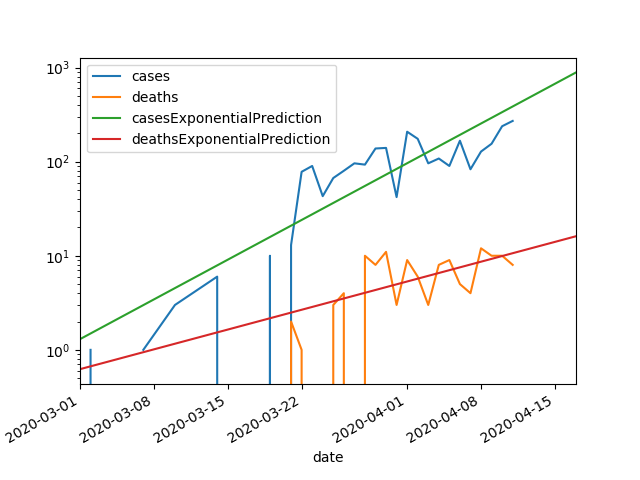 10³
10²
10¹
10⁰
cases
deaths
casesExponentialPrediction
deathsExponentialPrediction
2020-03-01
2020-03-08
2020-03-15
2020-03-22
2020-04-01
2020-04-08
2020-04-15
date